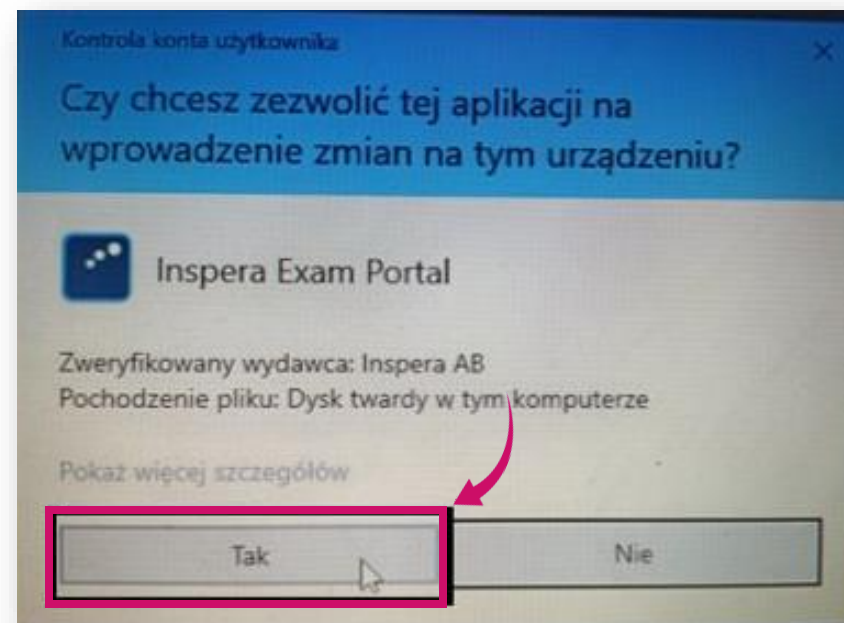 Kontrola konta użytkownika
Czy chcesz zezwolić tej aplikacji na
wprowadzenie zmian na tym urządzeniu?
Inspera Exam Portal
Zweryfikowany wydawca: Inspera AB
Pochodzenie pliku: Dysk twardy w tym komputerze
Pokaż więcej szczegółów
Tak
Nie